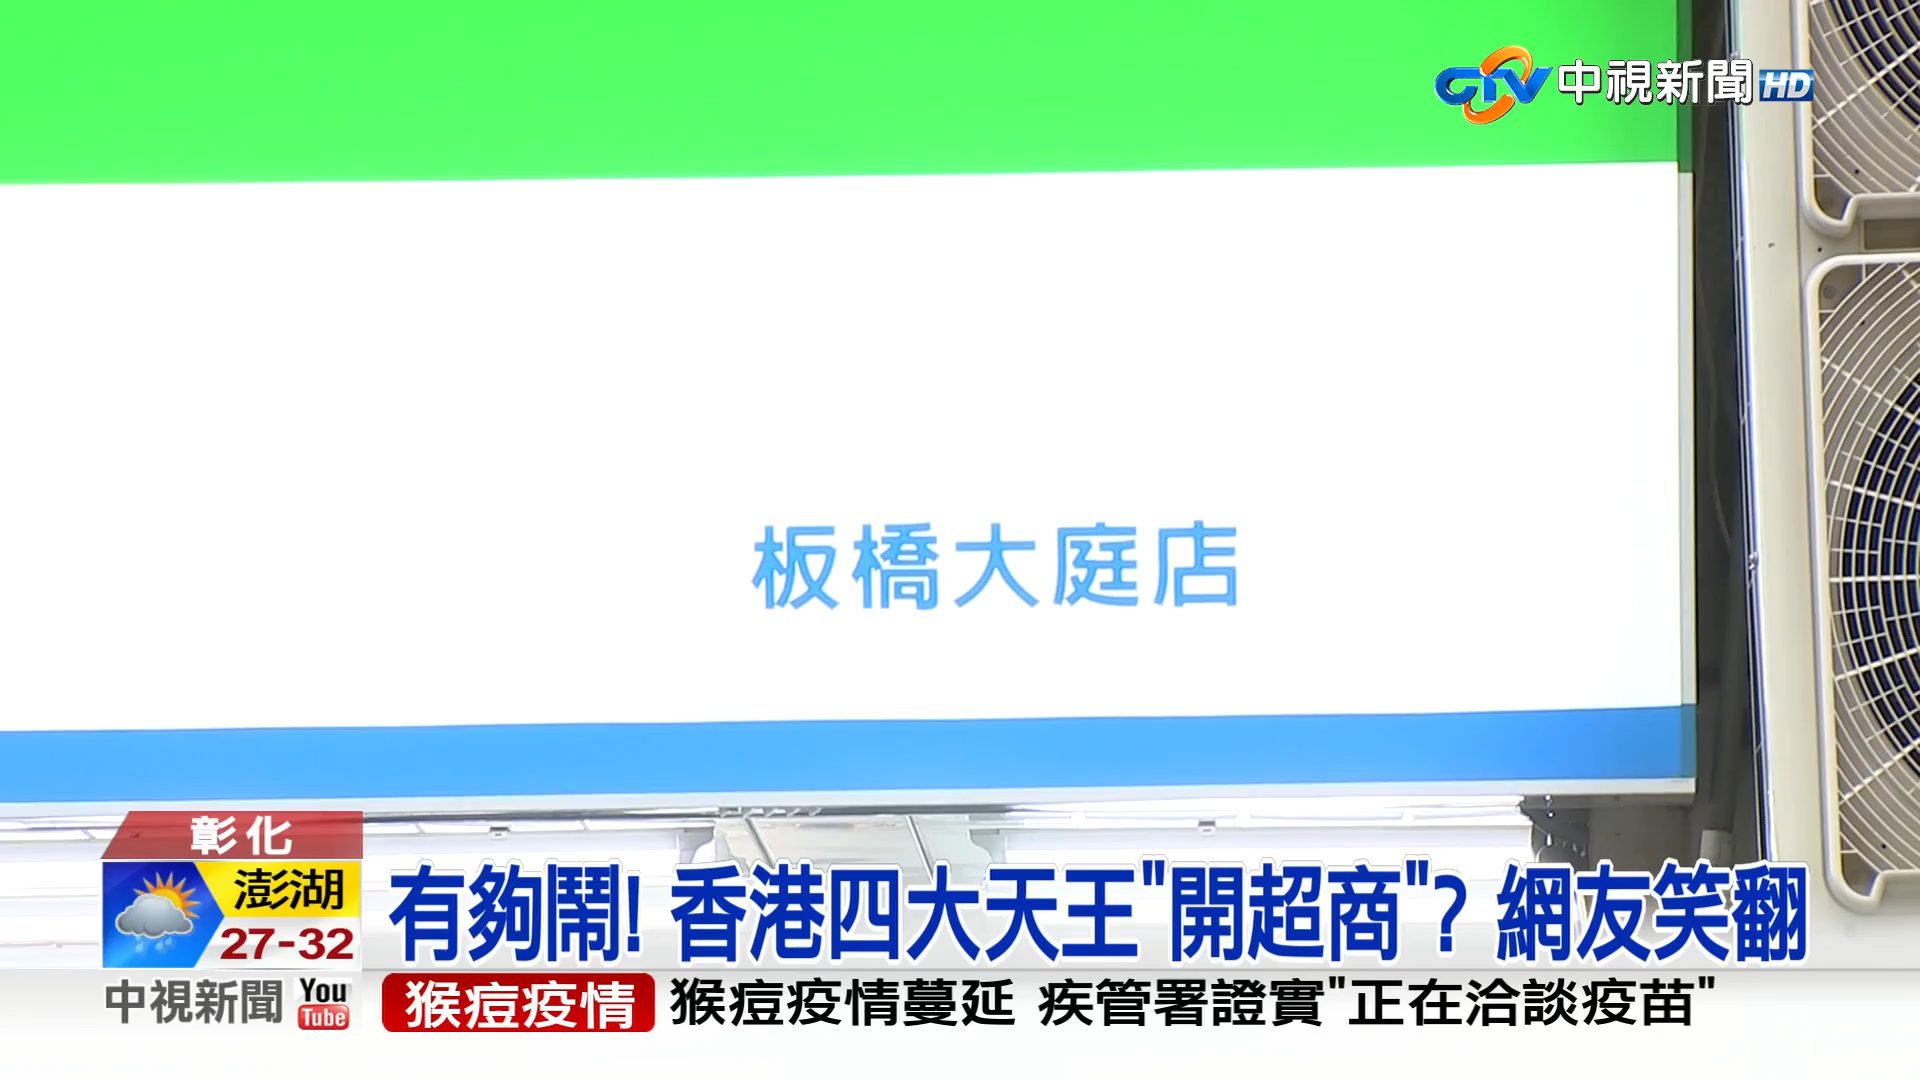 CTV 中視新聞 HD
板橋大庭店
彰化
澎湖
27-32
有夠鬧! 香港四大天王"開超商"? 網友笑翻
中視新聞 You Tube
猴痘疫情 猴痘疫情蔓延 疾管署證實"正在洽談疫苗"